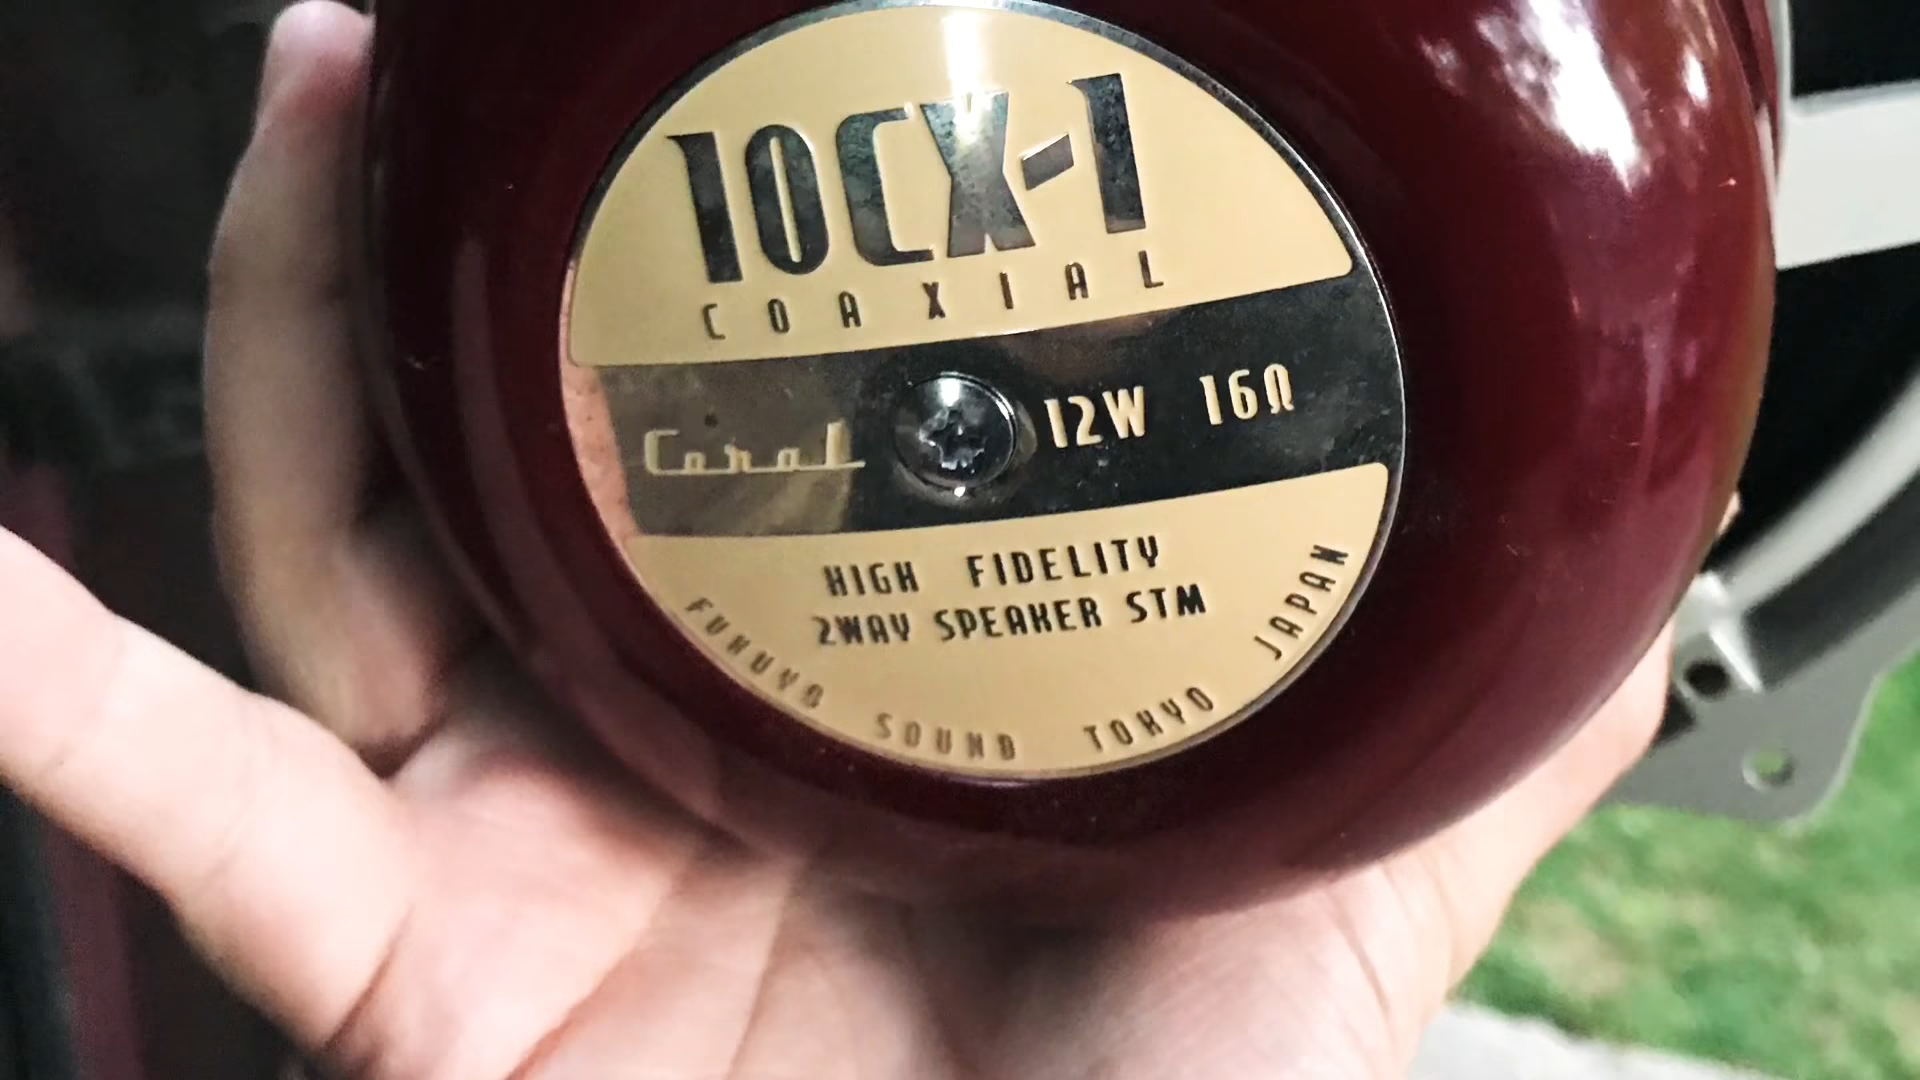 10CX-1
COAXIAL
Coral 12W 16Ω
HIGH FIDELITY
2WAY SPEAKER STM
FUKUYO SOUND TOKYO JAPAN